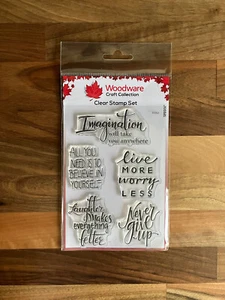 Woodware
Craft Collection
Clear Stamp Set
Imagination
will take
you anywhere
ALL YOU
NEED IS TO
BELIEVE IN
YOURSELF
live
MORE
worry
LESS
Laughter
makes
everything
better
Never
give
up